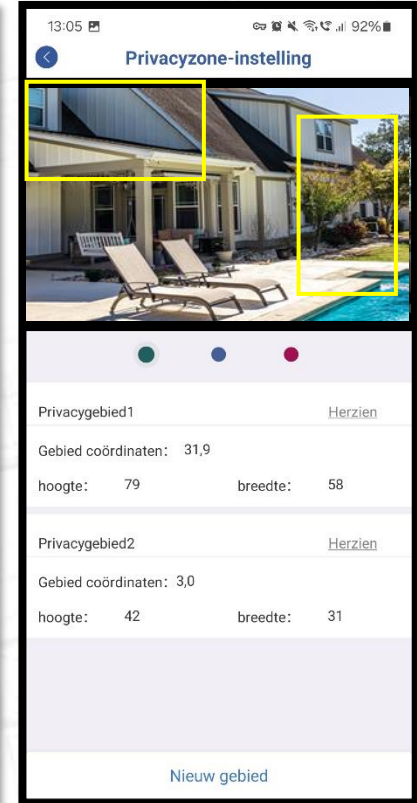 13:05 92%
Privacyzone-instelling
Privacygebied1 Herzien
Gebied coördinaten: 31,9
hoogte: 79 breedte: 58
Privacygebied2 Herzien
Gebied coördinaten: 3,0
hoogte: 42 breedte: 31
Nieuw gebied